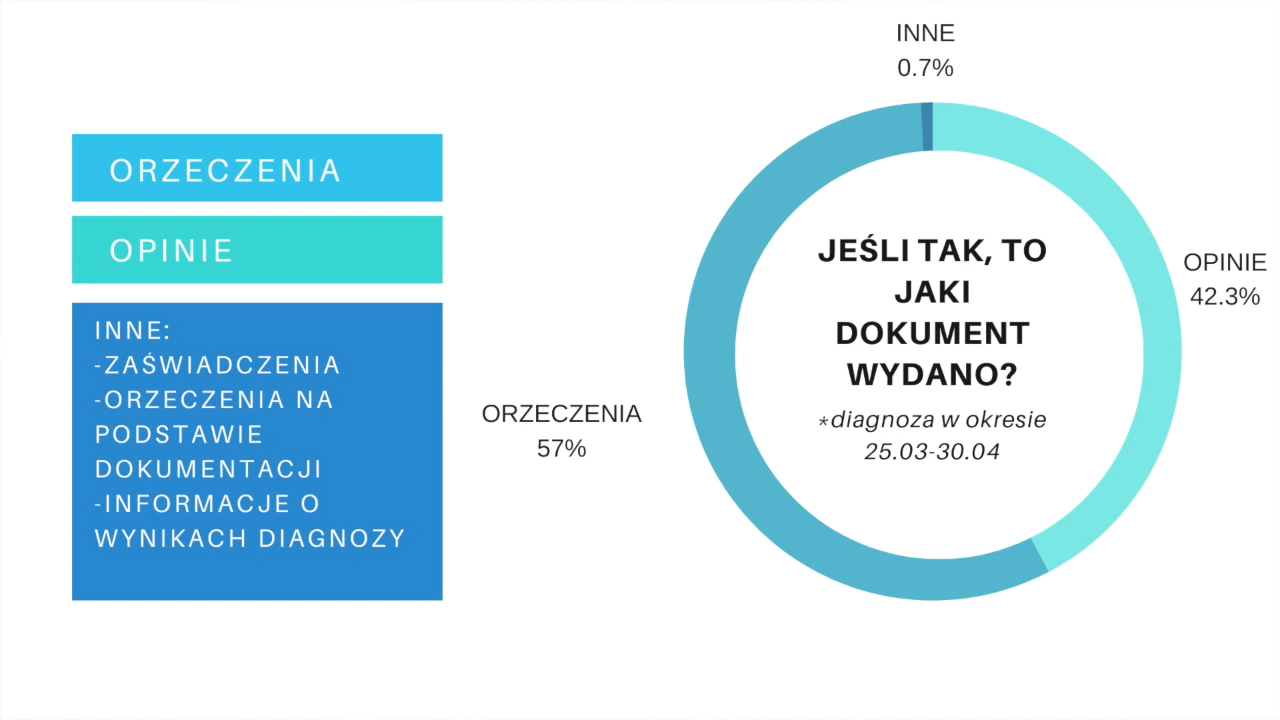 ORZECZENIA
OPINIE
INNE:
-ZAŚWIADCZENIA
-ORZECZENIA NA
PODSTAWIE
DOKUMENTACJI
-INFORMACJE O
WYNIKACH DIAGNOZY
INNE
0.7%
OPINIE
42.3%
ORZECZENIA
57%
JEŚLI TAK, TO
JAKI
DOKUMENT
WYDANO?
*diagnoza w okresie
25.03-30.04